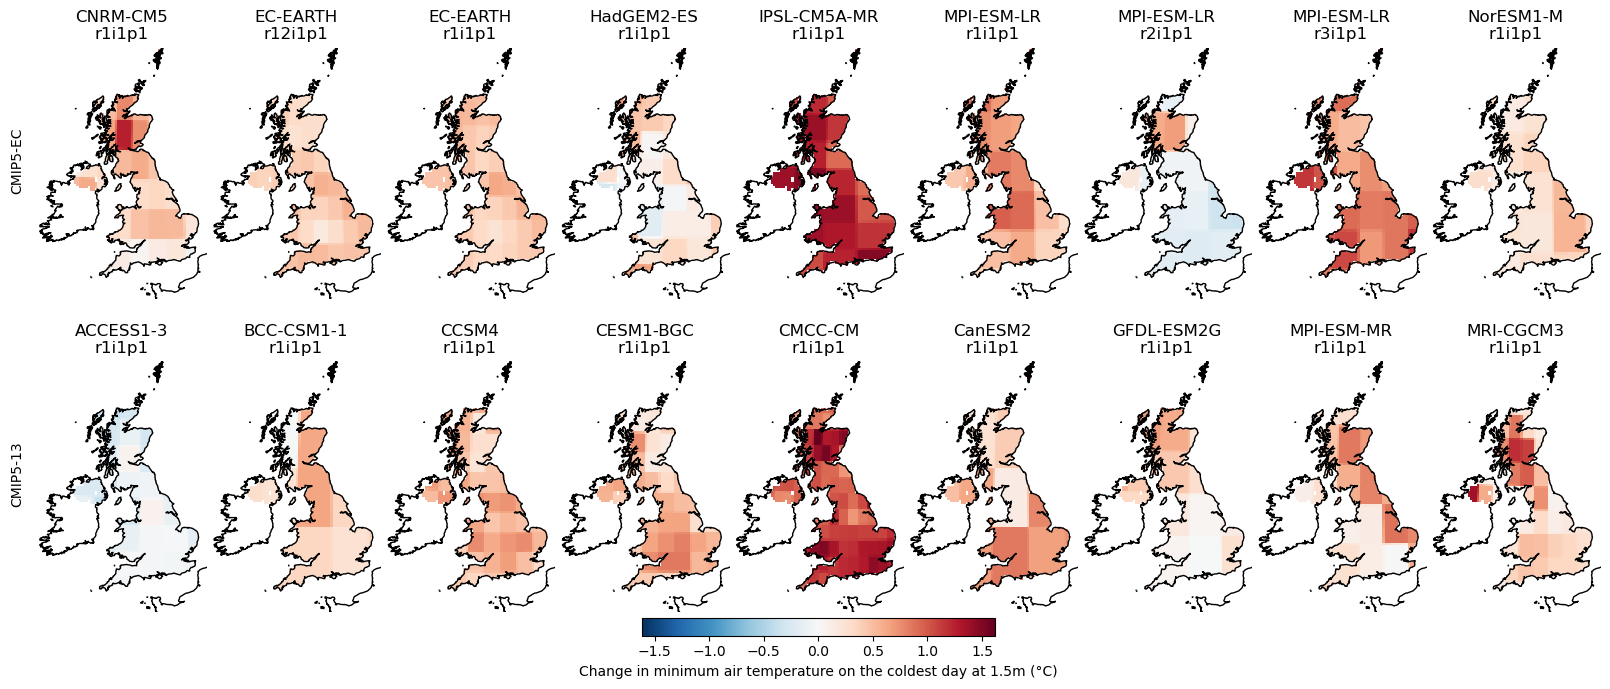 CNRM-CM5
r1i1p1
EC-EARTH
r12i1p1
EC-EARTH
r1i1p1
HadGEM2-ES
r1i1p1
IPSL-CM5A-MR
r1i1p1
MPI-ESM-LR
r1i1p1
MPI-ESM-LR
r2i1p1
MPI-ESM-LR
r3i1p1
NorESM1-M
r1i1p1
CMIP5-EC
ACCESS1-3
r1i1p1
BCC-CSM1-1
r1i1p1
CCSM4
r1i1p1
CESM1-BGC
r1i1p1
CMCC-CM
r1i1p1
CanESM2
r1i1p1
GFDL-ESM2G
r1i1p1
MPI-ESM-MR
r1i1p1
MRI-CGCM3
r1i1p1
CMIP5-13
−1.5 −1.0 −0.5 0.0 0.5 1.0 1.5
Change in minimum air temperature on the coldest day at 1.5m (°C)